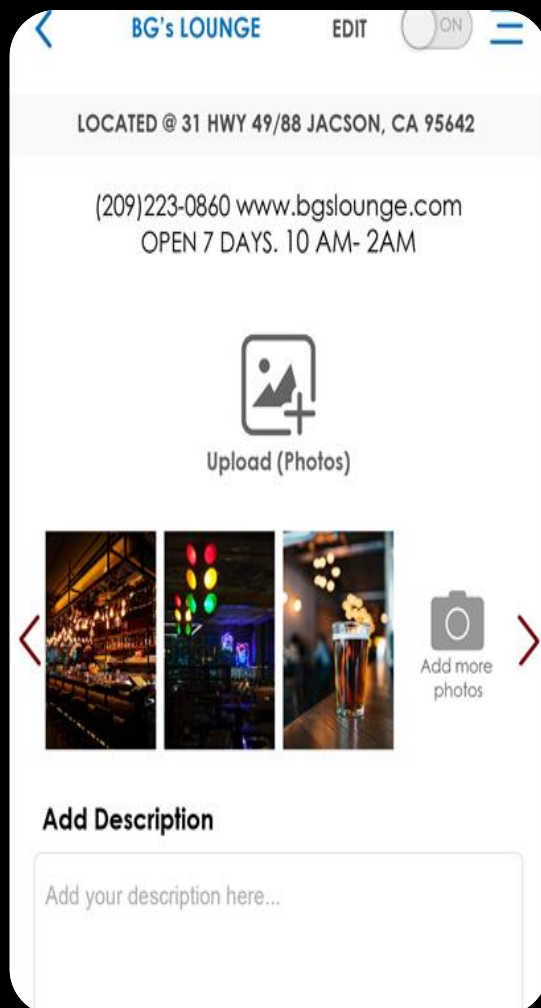 BG's LOUNGE EDIT ON
LOCATED @ 31 HWY 49/88 JACSON, CA 95642
(209)223-0860 www.bgslounge.com
OPEN 7 DAYS. 10 AM- 2AM
Upload (Photos)
Add more
photos
Add Description
Add your description here...